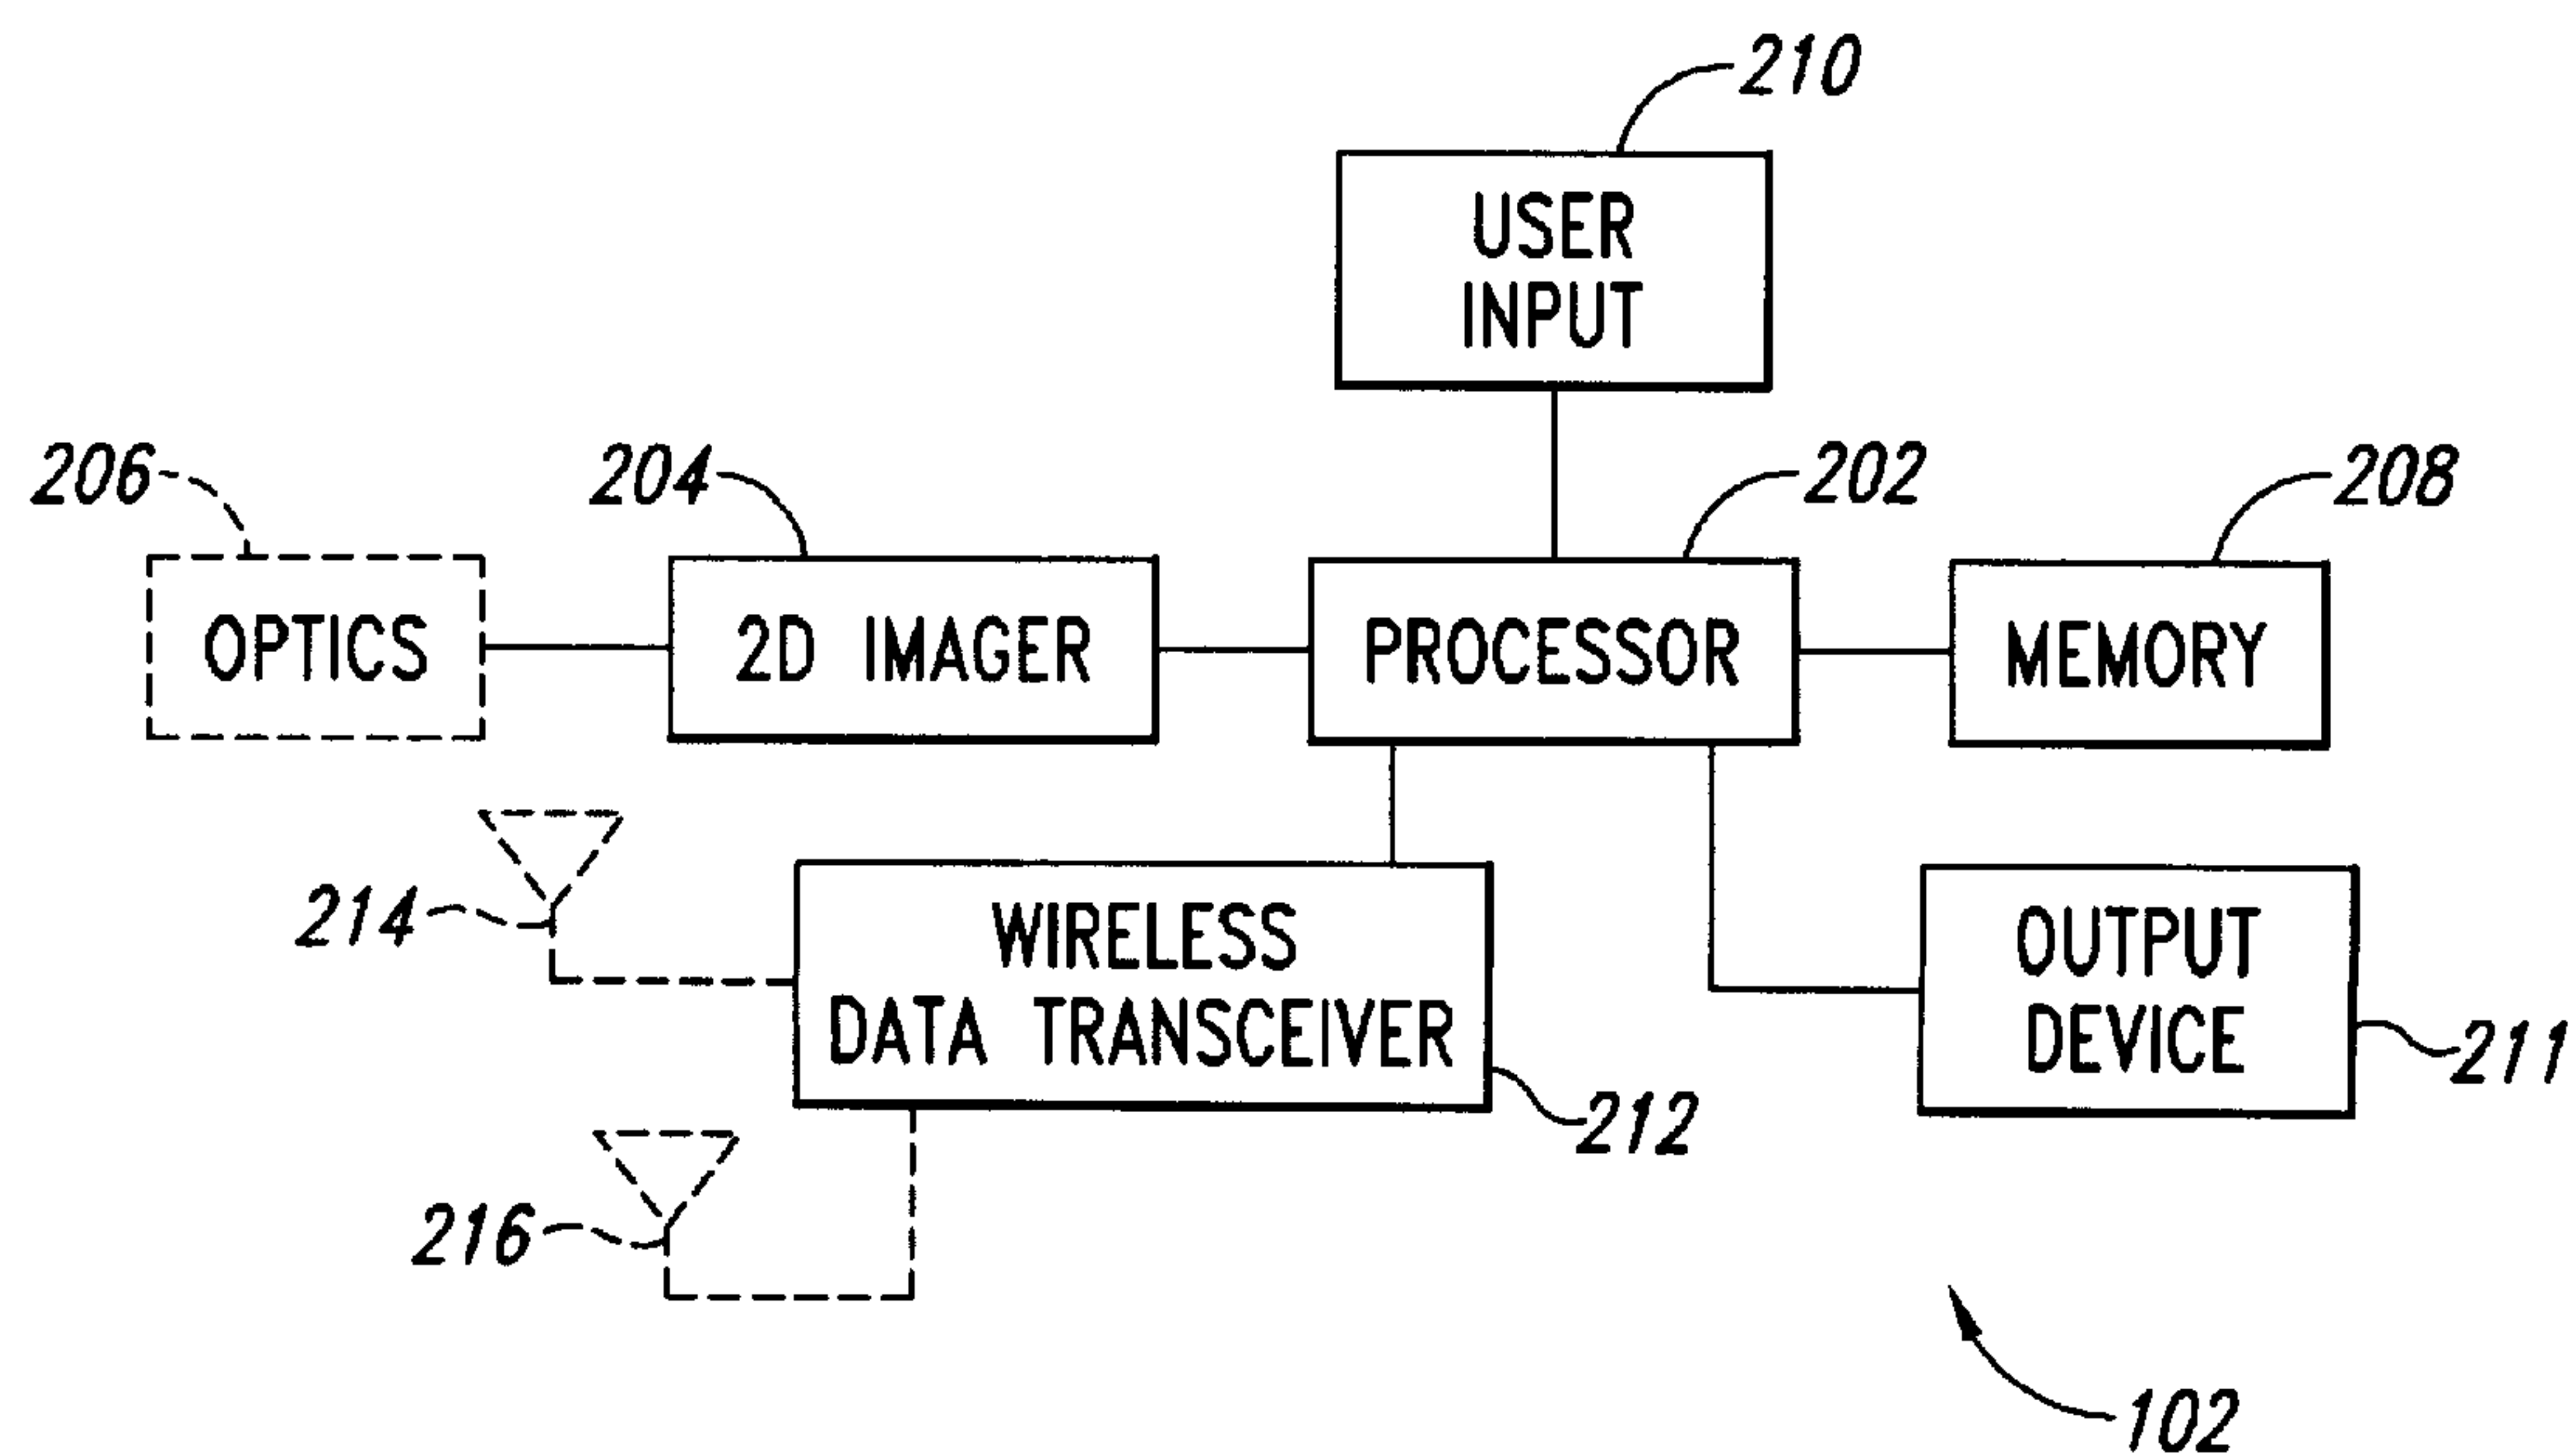 210
USER
INPUT
206
204
202
208
OPTICS
2D IMAGER
PROCESSOR
MEMORY
214
WIRELESS
DATA TRANSCEIVER
OUTPUT
DEVICE
211
212
216
102